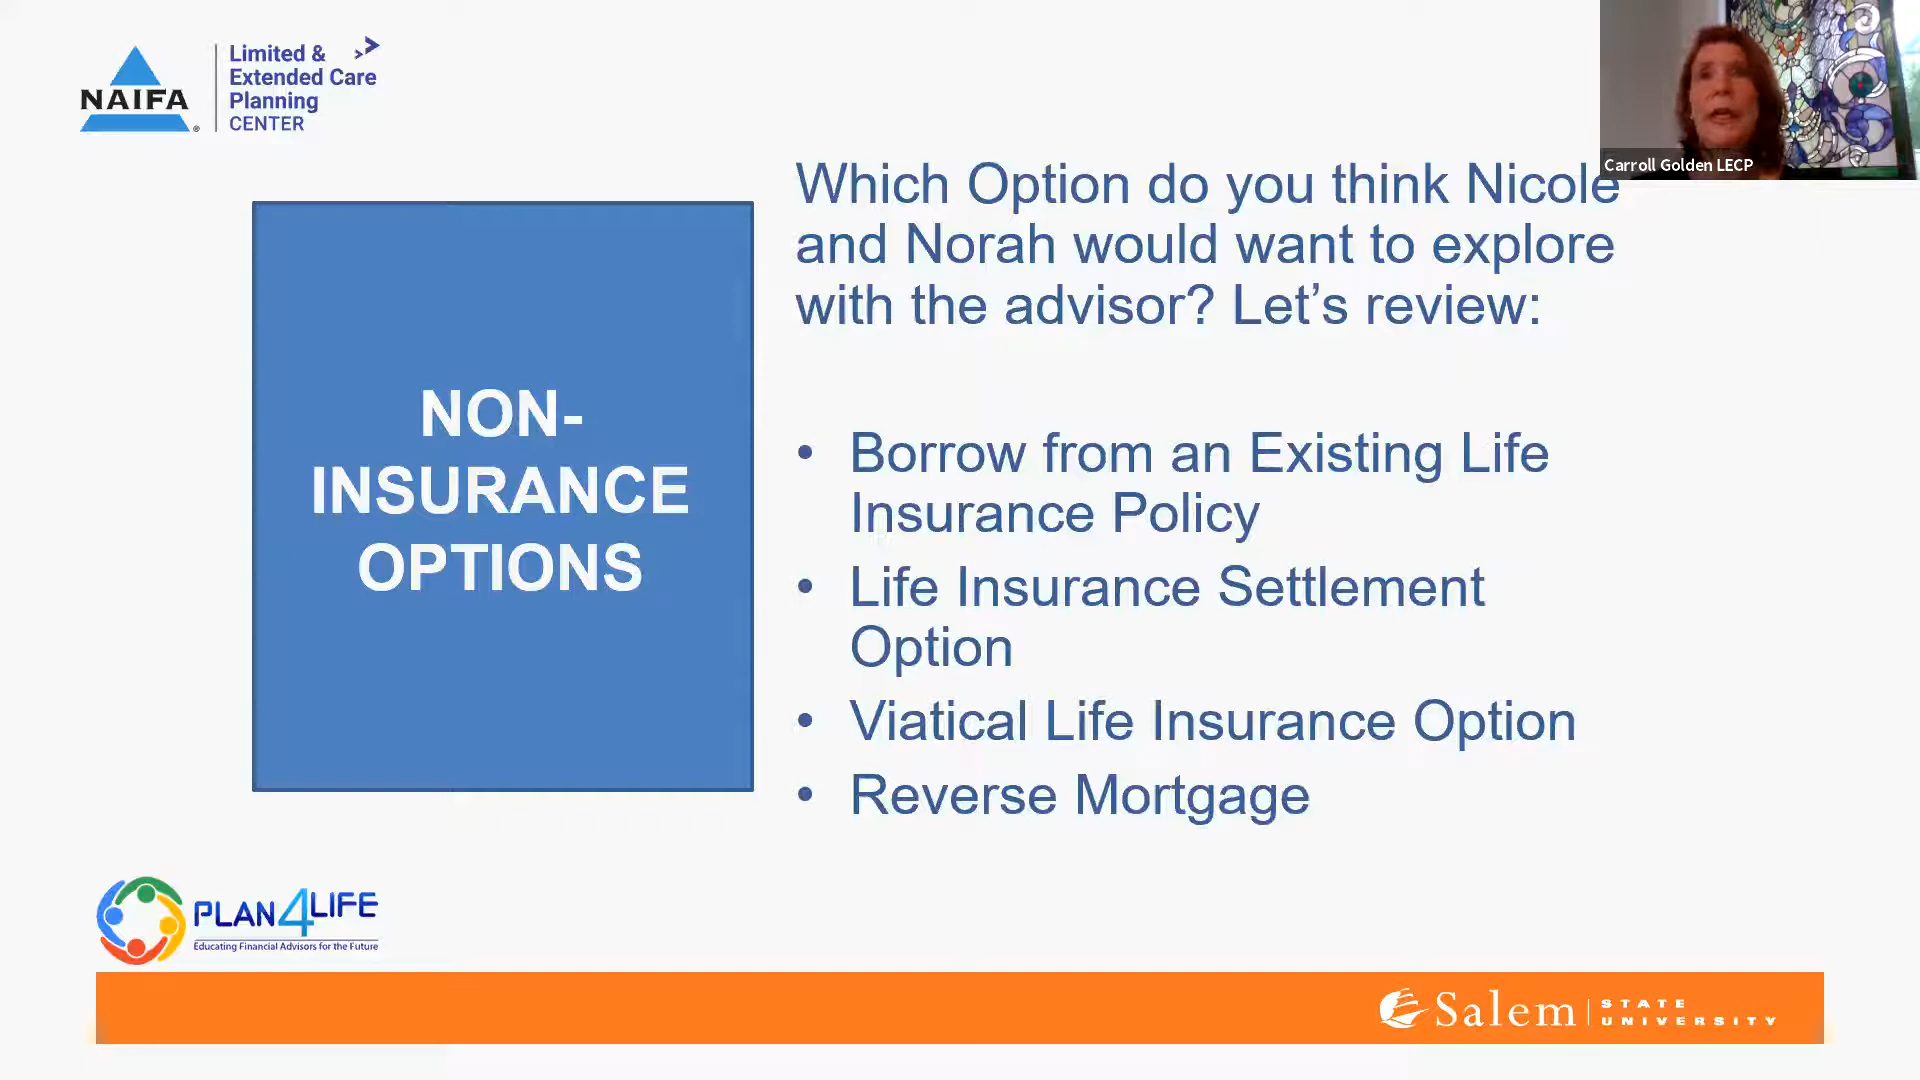 NAIFA®
Limited &
Extended Care
Planning
CENTER
Carroll Golden LECP
Which Option do you think Nicole
and Norah would want to explore
with the advisor? Let’s review:
NON-
INSURANCE
OPTIONS
• Borrow from an Existing Life
Insurance Policy
• Life Insurance Settlement
Option
• Viatical Life Insurance Option
• Reverse Mortgage
PLAN4LIFE
Educating Financial Advisors for the Future
Salem
STATE
UNIVERSITY